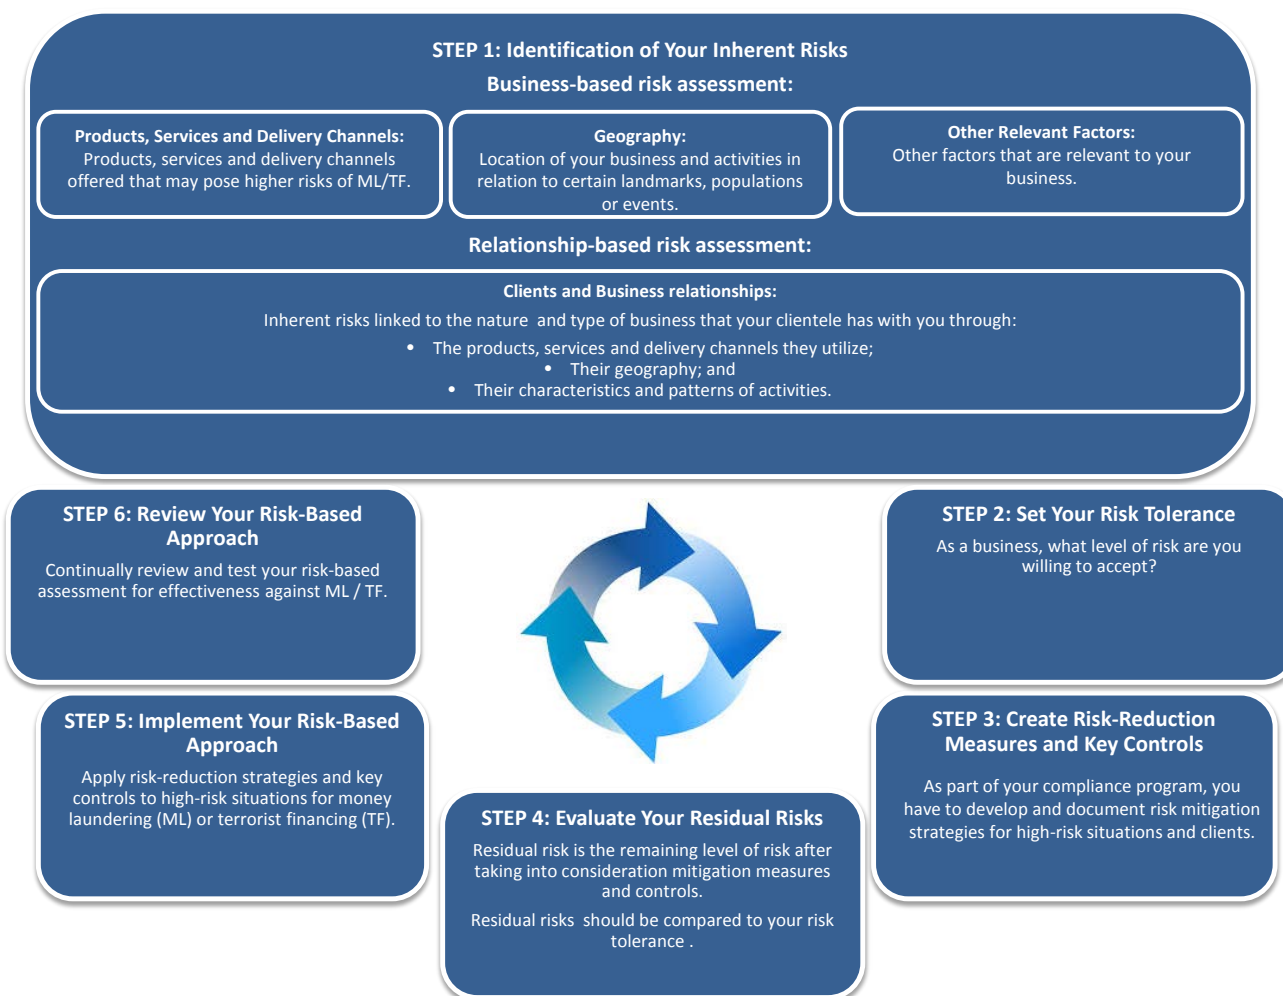 STEP 1: Identification of Your Inherent Risks
Business-based risk assessment:
Products, Services and Delivery Channels:
Products, services and delivery channels
offered that may pose higher risks of ML/TF.
Geography:
Location of your business and activities in
relation to certain landmarks, populations
or events.
Other Relevant Factors:
Other factors that are relevant to your
business.
Relationship-based risk assessment:
Clients and Business relationships:
Inherent risks linked to the nature  and type of business that your clientele has with you through:
• The products, services and delivery channels they utilize;
• Their geography; and
• Their characteristics and patterns of activities.
STEP 2: Set Your Risk Tolerance
As a business, what level of risk are you
willing to accept?
STEP 3: Create Risk-Reduction
Measures and Key Controls
As part of your compliance program, you
have to develop and document risk mitigation
strategies for high-risk situations and clients.
STEP 4: Evaluate Your Residual Risks
Residual risk is the remaining level of risk after
taking into consideration mitigation measures
and controls.
Residual risks  should be compared to your risk
tolerance .
STEP 5: Implement Your Risk-Based
Approach
Apply risk-reduction strategies and key
controls to high-risk situations for money
laundering (ML) or terrorist financing (TF).
STEP 6: Review Your Risk-Based
Approach
Continually review and test your risk-based
assessment for effectiveness against ML / TF.